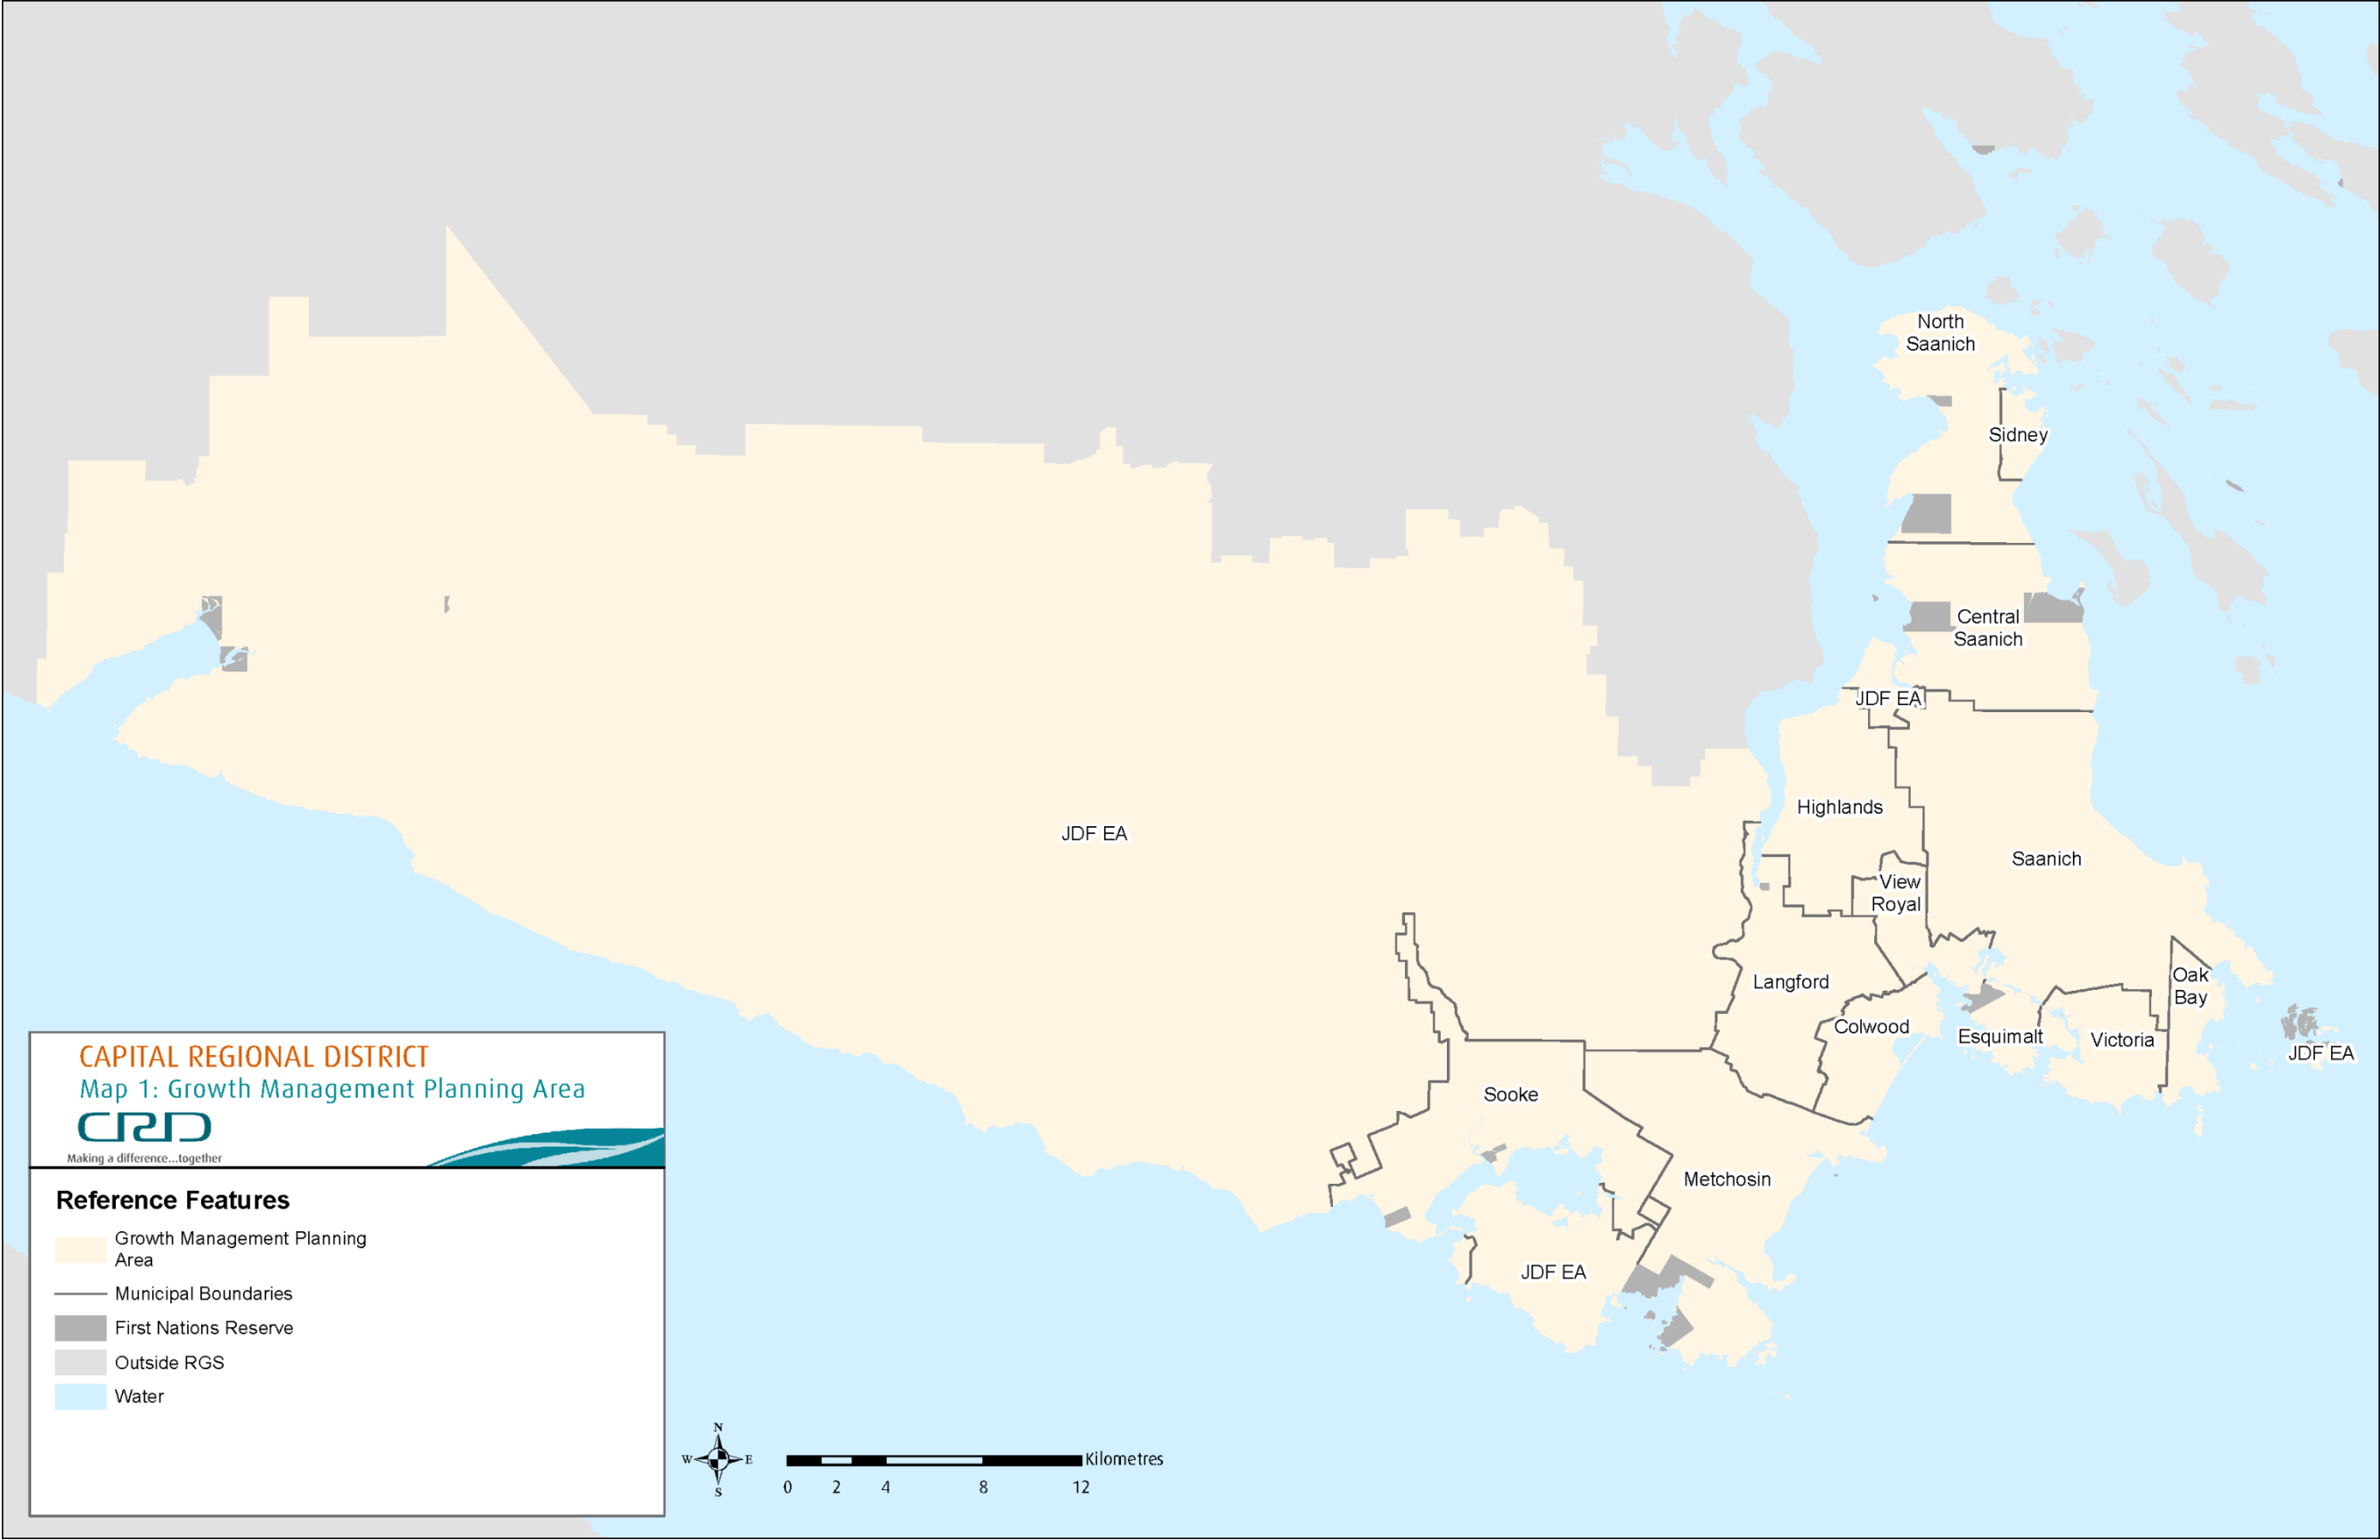 North
Saanich
Sidney
Central
Saanich
JDF EA
Highlands
JDF EA
Saanich
View
Royal
Langford
Oak
Bay
Colwood
Esquimalt
Victoria
JDF EA
Sooke
Metchosin
JDF EA
CAPITAL REGIONAL DISTRICT
Map 1: Growth Management Planning Area
CRD
Making a difference...together
Reference Features
Growth Management Planning
Area
Municipal Boundaries
First Nations Reserve
Outside RGS
Water
N
W E
S
Kilometres
0 2 4 8 12